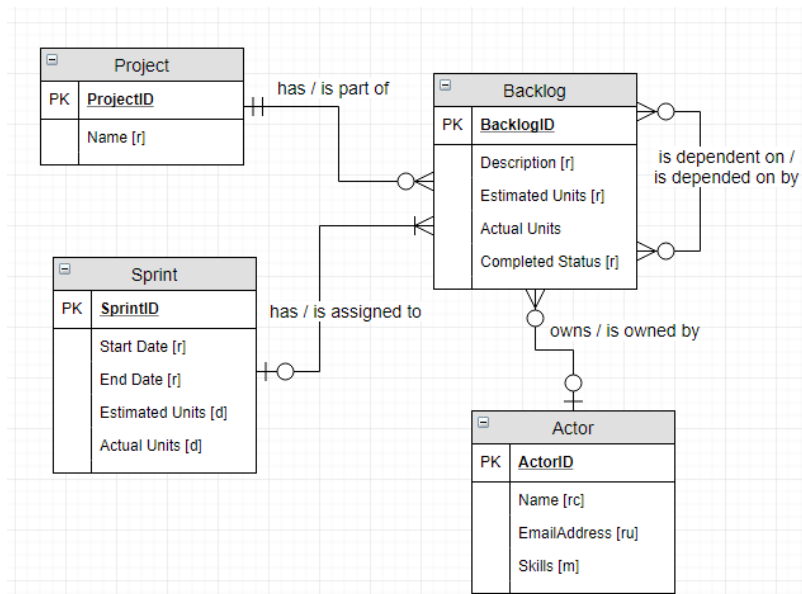 Project
PK ProjectID
Name [r]
has / is part of
Backlog
PK BacklogID
Description [r]
Estimated Units [r]
Actual Units
Completed Status [r]
is dependent on /
is depended on by
Sprint
PK SprintID
Start Date [r]
End Date [r]
Estimated Units [d]
Actual Units [d]
has / is assigned to
owns / is owned by
Actor
PK ActorID
Name [rc]
EmailAddress [ru]
Skills [m]